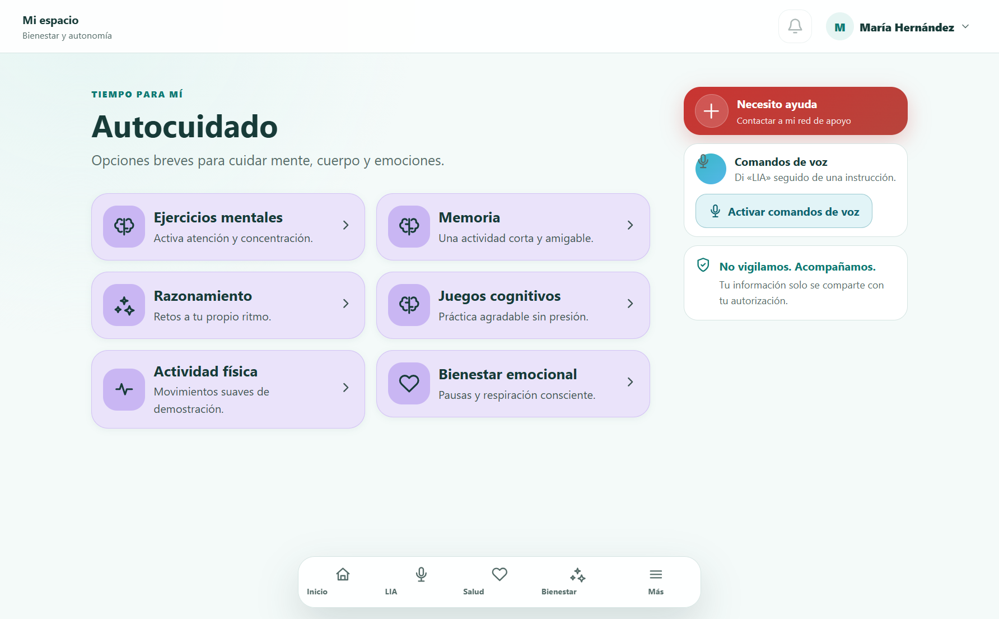 Mi espacio
Bienestar y autonomía
M
María Hernández
TIEMPO PARA MÍ
Autocuidado
Opciones breves para cuidar mente, cuerpo y emociones.
Ejercicios mentales
Activa atención y concentración.
Memoria
Una actividad corta y amigable.
Razonamiento
Retos a tu propio ritmo.
Juegos cognitivos
Práctica agradable sin presión.
Actividad física
Movimientos suaves de
demostración.
Bienestar emocional
Pausas y respiración consciente.
Necesito ayuda
Contactar a mi red de apoyo
Comandos de voz
Di «LIA» seguido de una instrucción.
Activar comandos de voz
No vigilamos. Acompañamos.
Tu información solo se comparte con
tu autorización.
Inicio
LIA
Salud
Bienestar
Más